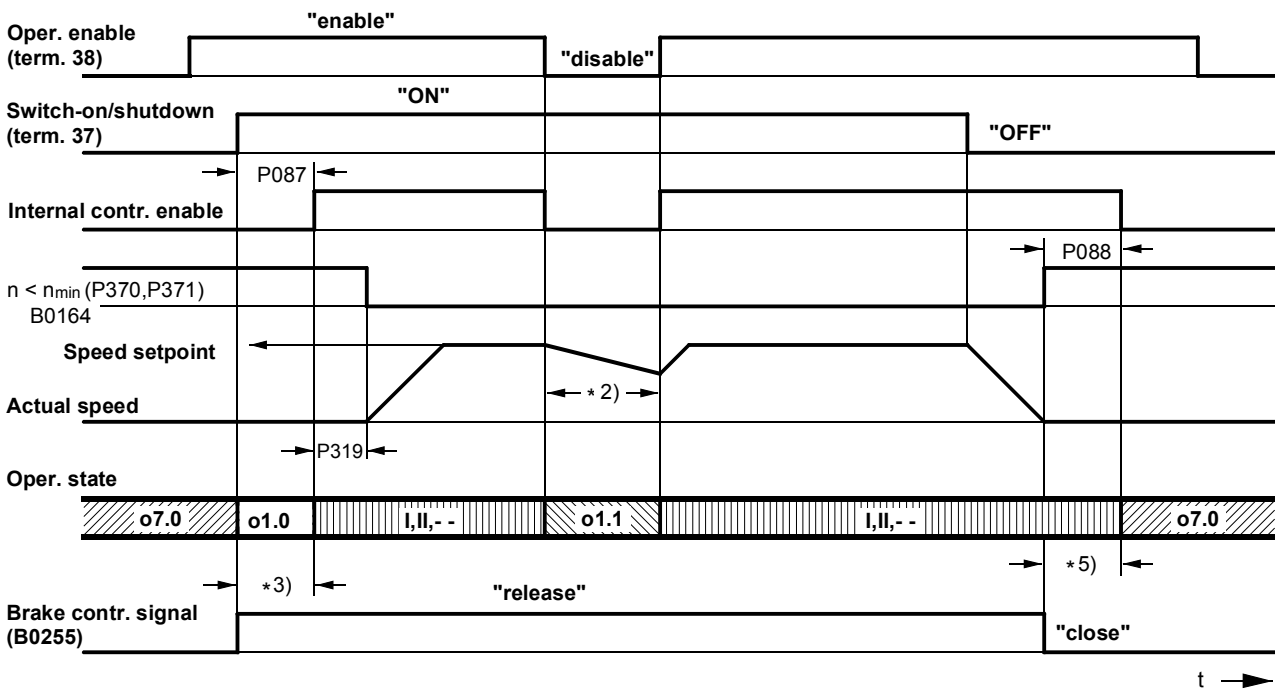 "enable"
Oper. enable
(term. 38)
"disable"
"ON"
Switch-on/shutdown
(term. 37)
"OFF"
P087
Internal contr. enable
P088
n < nmin (P370,P371)
B0164
Speed setpoint
* 2)
Actual speed
P319
Oper. state
o7.0 o1.0 I,II,- - o1.1 I,II,- - o7.0
*3) * 5)
"release"
Brake contr. signal
(B0255)
"close"
t